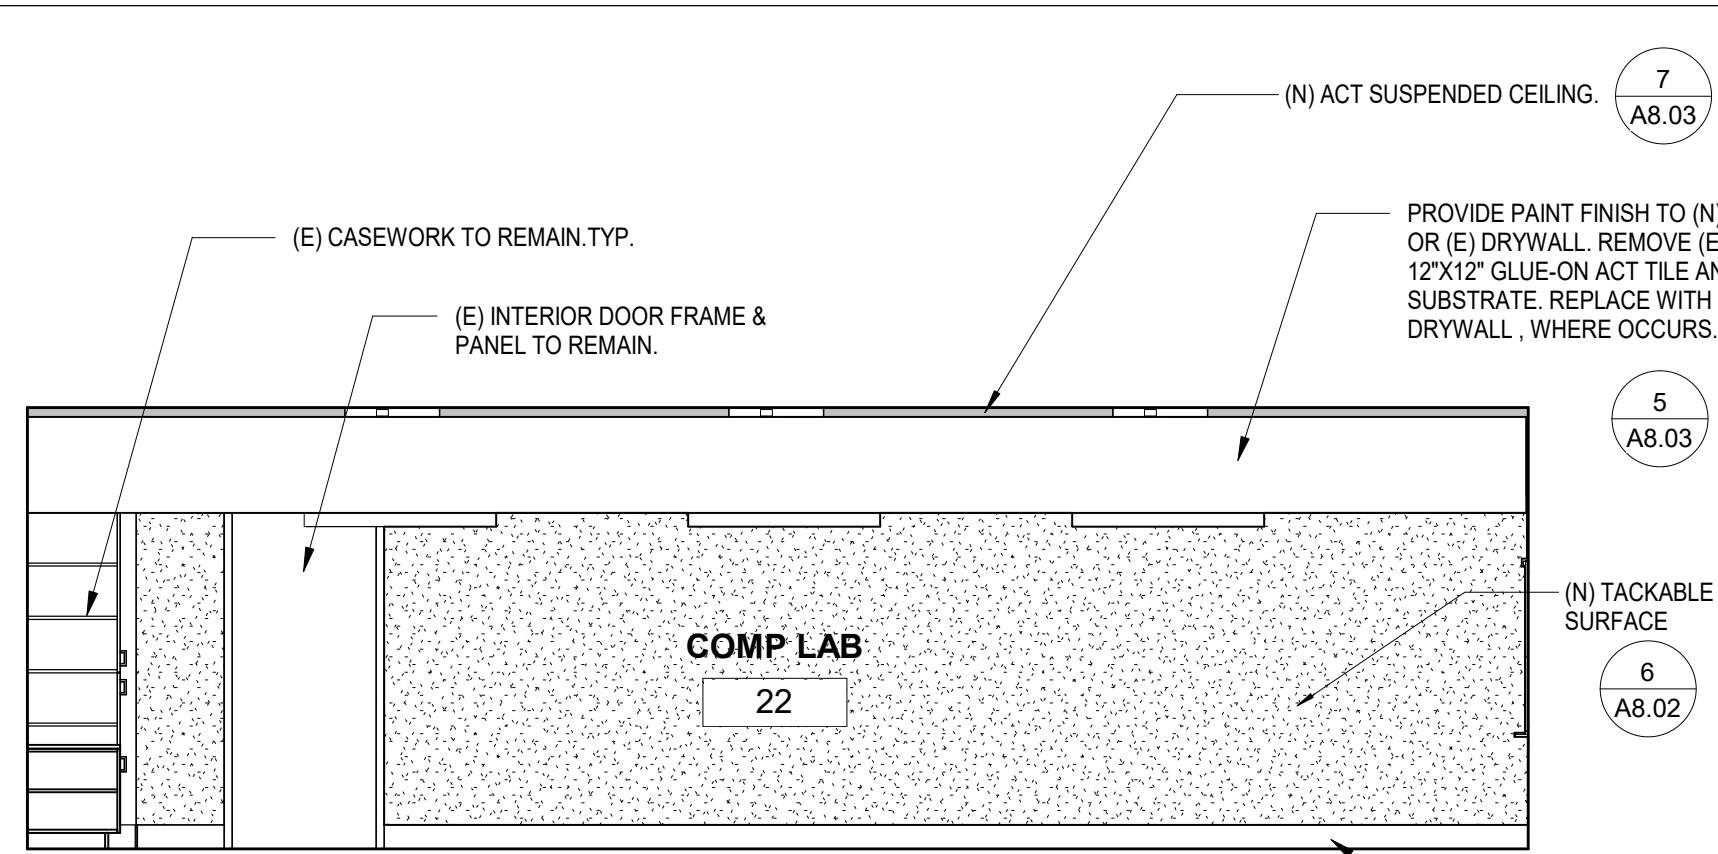 (N) ACT SUSPENDED CEILING.
7
A8.03
PROVIDE PAINT FINISH TO (N)
OR (E) DRYWALL. REMOVE (E
12"X12" GLUE-ON ACT TILE AN
SUBSTRATE. REPLACE WITH
DRYWALL , WHERE OCCURS.
(E) CASEWORK TO REMAIN.TYP.
(E) INTERIOR DOOR FRAME &
PANEL TO REMAIN.
5
A8.03
(N) TACKABLE
SURFACE
6
A8.02
COMP LAB
22